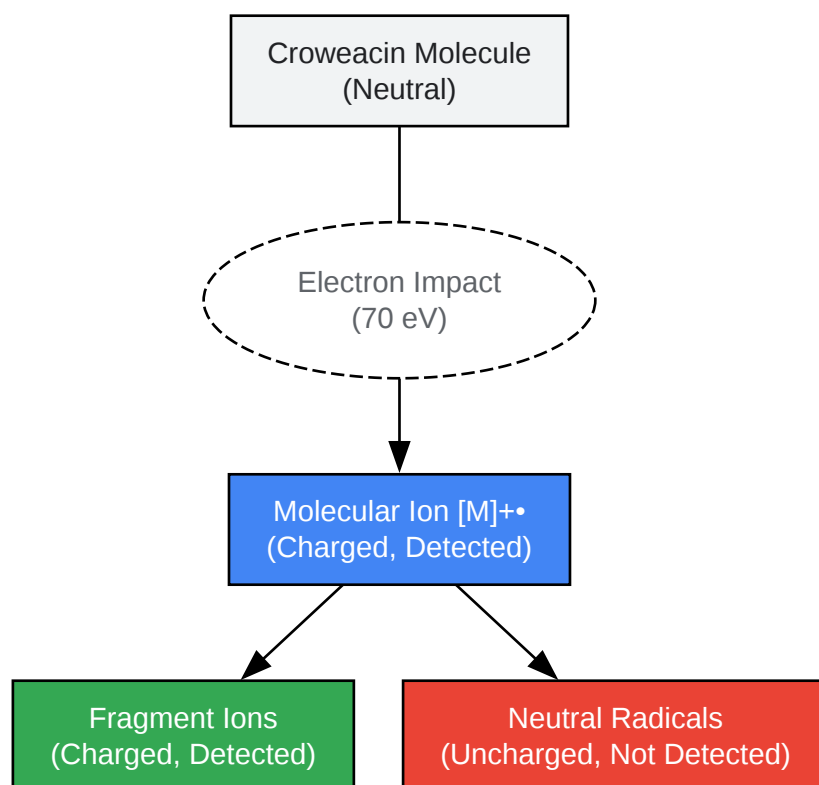 Croweacin Molecule
(Neutral)
Electron Impact
(70 eV)
Molecular Ion [M]+•
(Charged, Detected)
Fragment Ions
(Charged, Detected)
Neutral Radicals
(Uncharged, Not Detected)